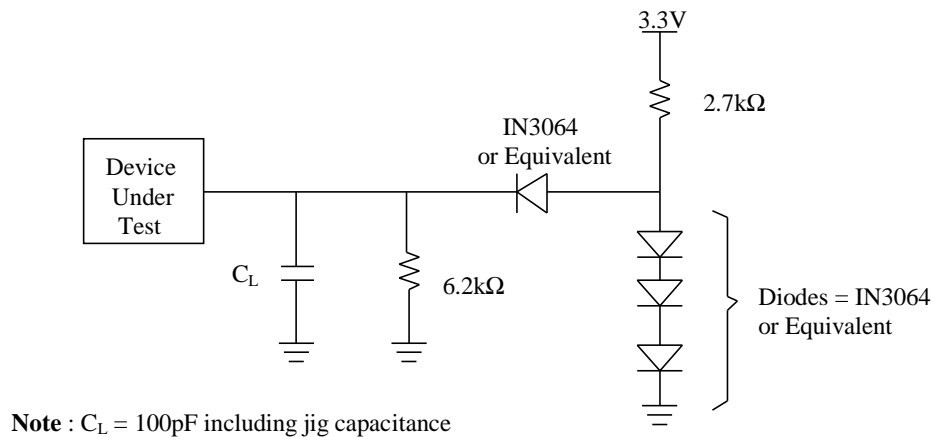 3.3V
2.7kΩ
IN3064
or Equivalent
Device
Under
Test
CL
6.2kΩ
Diodes = IN3064
or Equivalent
Note : CL = 100pF including jig capacitance